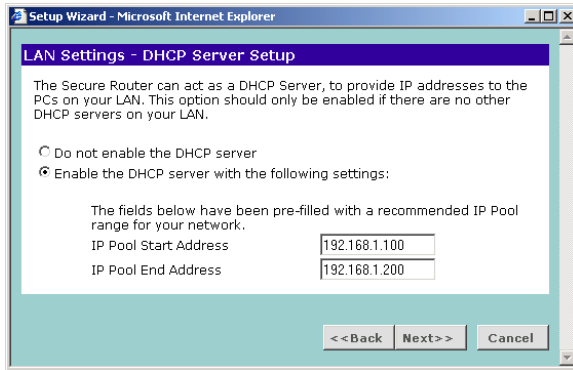 Setup Wizard - Microsoft Internet Explorer
LAN Settings - DHCP Server Setup
The Secure Router can act as a DHCP Server, to provide IP addresses to the
PCs on your LAN. This option should only be enabled if there are no other
DHCP servers on your LAN.
Do not enable the DHCP server
Enable the DHCP server with the following settings:
The fields below have been pre-filled with a recommended IP Pool
range for your network.
IP Pool Start Address 192.168.1.100
IP Pool End Address 192.168.1.200
<<Back Next>> Cancel